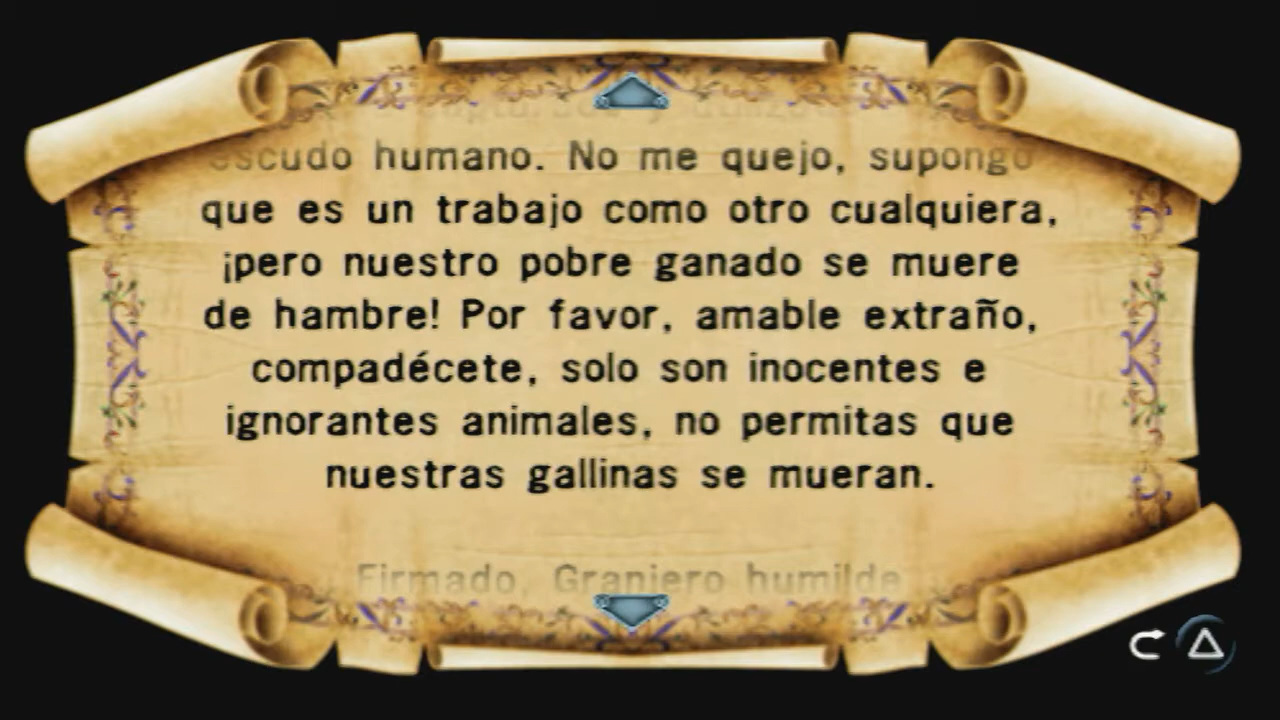 escudo humano. No me quejo, supongo
que es un trabajo como otro cualquiera,
¡pero nuestro pobre ganado se muere
de hambre! Por favor, amable extraño,
compadécete, solo son inocentes e
ignorantes animales, no permitas que
nuestras gallinas se mueran.
Firmado, Granjero humilde